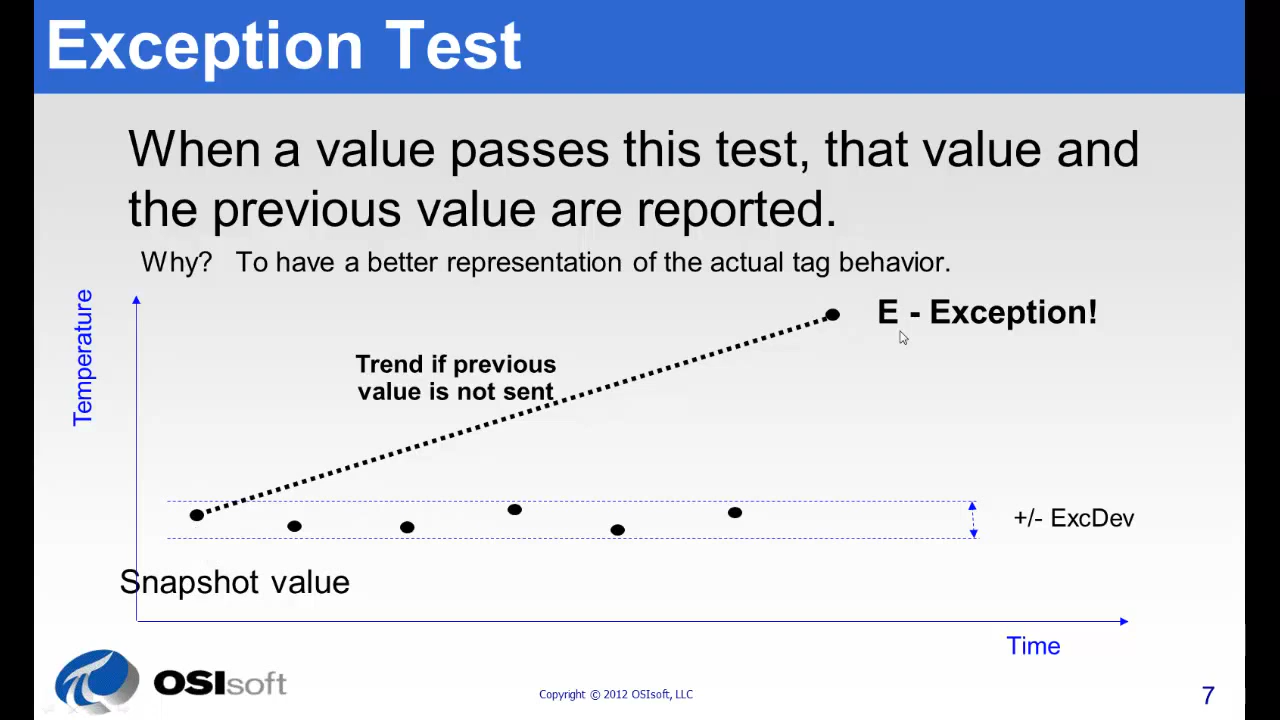 Exception Test
When a value passes this test, that value and
the previous value are reported.
Why? To have a better representation of the actual tag behavior.
Temperature
E - Exception!
Trend if previous
value is not sent
+/- ExcDev
Snapshot value
Time
OSIsoft
Copyright © 2012 OSIsoft, LLC
7